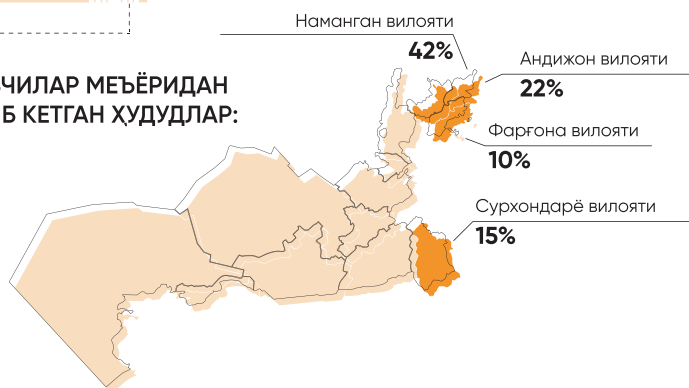 Наманган вилояти
42%
Андижон вилояти
22%
ЧИЛАР МЕЪЁРИДАН
Б КЕТГАН ҲУДУДЛАР:
Фарғона вилояти
10%
Сурхондарё вилояти
15%